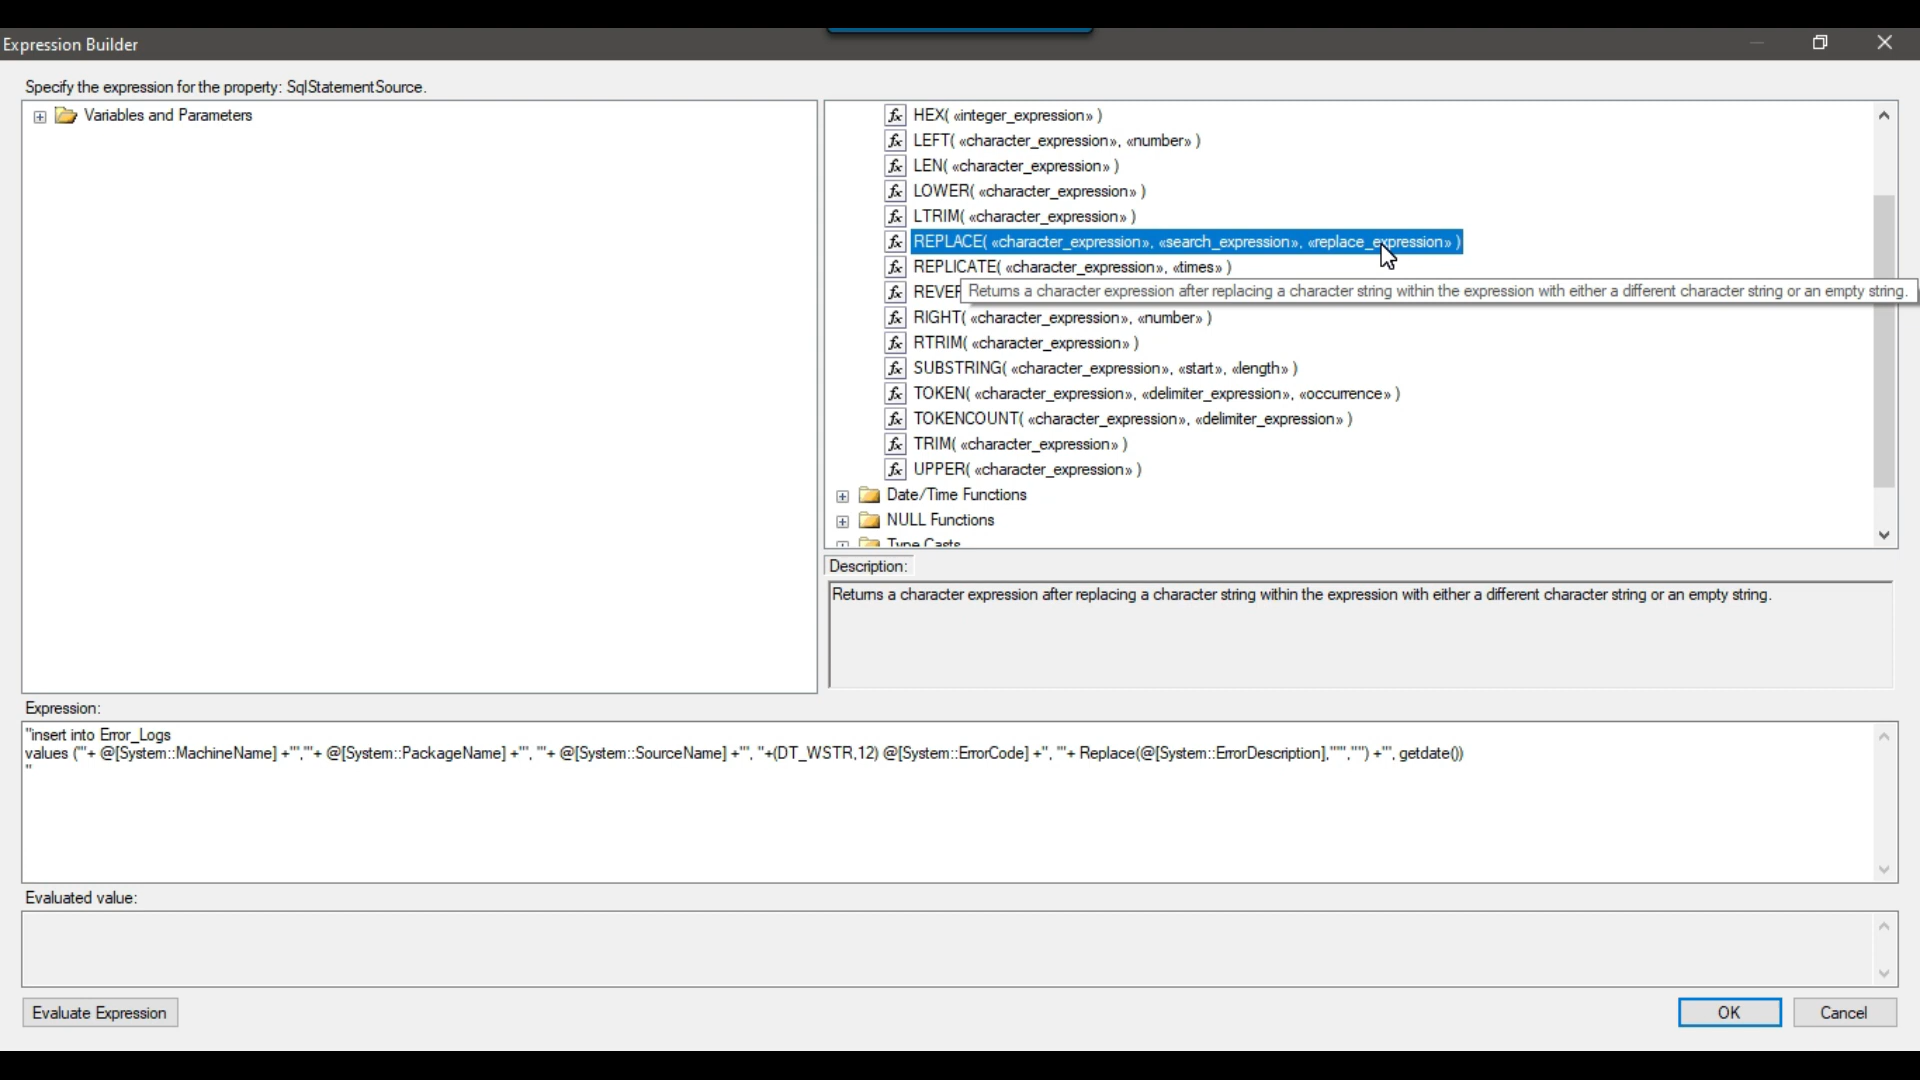 Expression Builder
Specify the expression for the property: SqlStatementSource.
Variables and Parameters
HEX( «integer_expression» )
LEFT( «character_expression», «number» )
LEN( «character_expression» )
LOWER( «character_expression» )
LTRIM( «character_expression» )
REPLACE( «character_expression», «search_expression», «replace_expression» )
REPLICATE( «character_expression», «times» )
Returns a character expression after replacing a character string within the expression with either a different character string or an empty string.
RIGHT( «character_expression», «number» )
RTRIM( «character_expression» )
SUBSTRING( «character_expression», «start», «length» )
TOKEN( «character_expression», «delimiter_expression», «occurrence» )
TOKENCOUNT( «character_expression», «delimiter_expression» )
TRIM( «character_expression» )
UPPER( «character_expression» )
Date/Time Functions
NULL Functions
Type Casts
Description:
Returns a character expression after replacing a character string within the expression with either a different character string or an empty string.
Expression:
"insert into Error_Logs
values ('"+ @[System::MachineName] +"','"+ @[System::PackageName] +"', '"+ @[System::SourceName] +"', "+(DT_WSTR,12) @[System::ErrorCode] +", '"+ Replace(@[System::ErrorDescription],"'","") +"', getdate())
"
Evaluated value:
Evaluate Expression
OK
Cancel